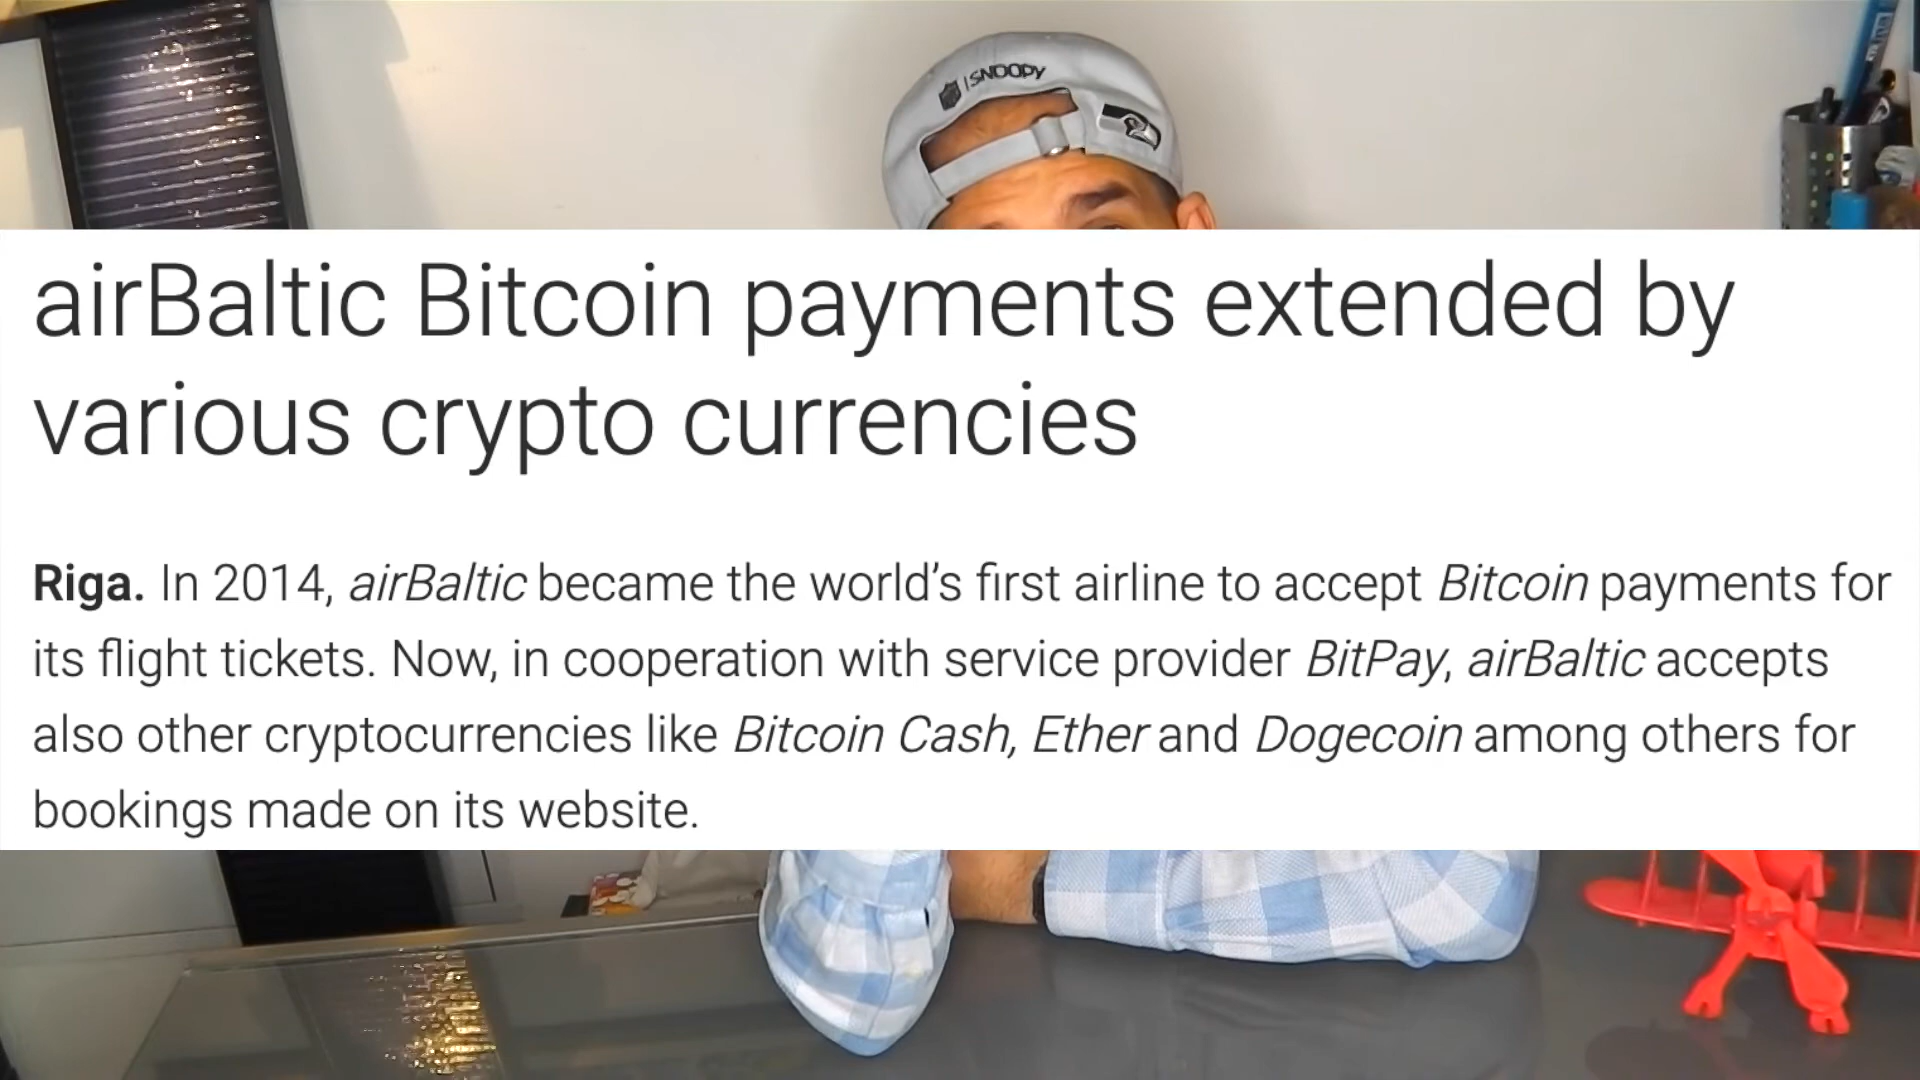 SNOOPY
airBaltic Bitcoin payments extended by
various crypto currencies
Riga. In 2014, airBaltic became the world’s first airline to accept Bitcoin payments for
its flight tickets. Now, in cooperation with service provider BitPay, airBaltic accepts
also other cryptocurrencies like Bitcoin Cash, Ether and Dogecoin among others for
bookings made on its website.